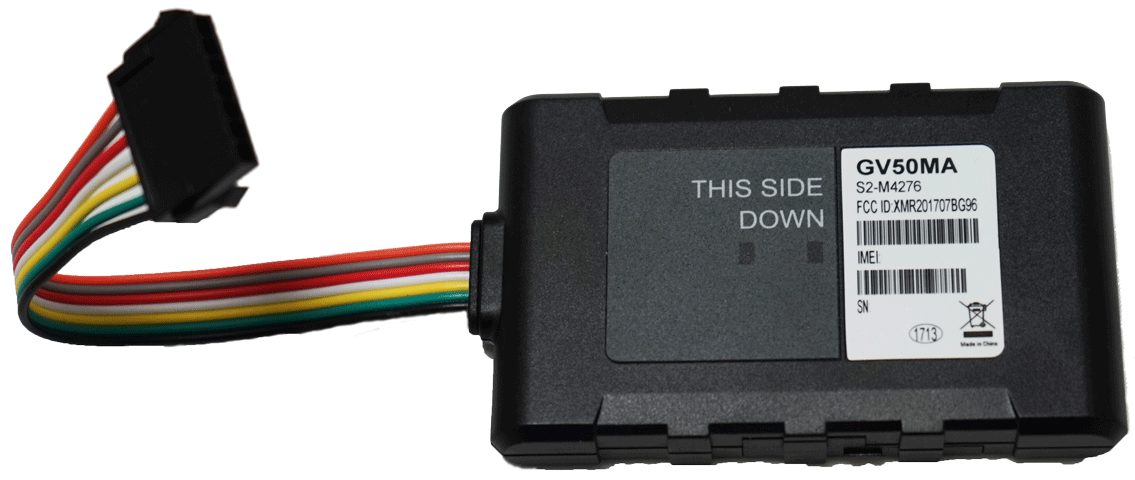 THIS SIDE
DOWN
GV50MA
S2-M4276
FCC ID:XMR201707BG96
IMEI:
SN:
1713
Made in China